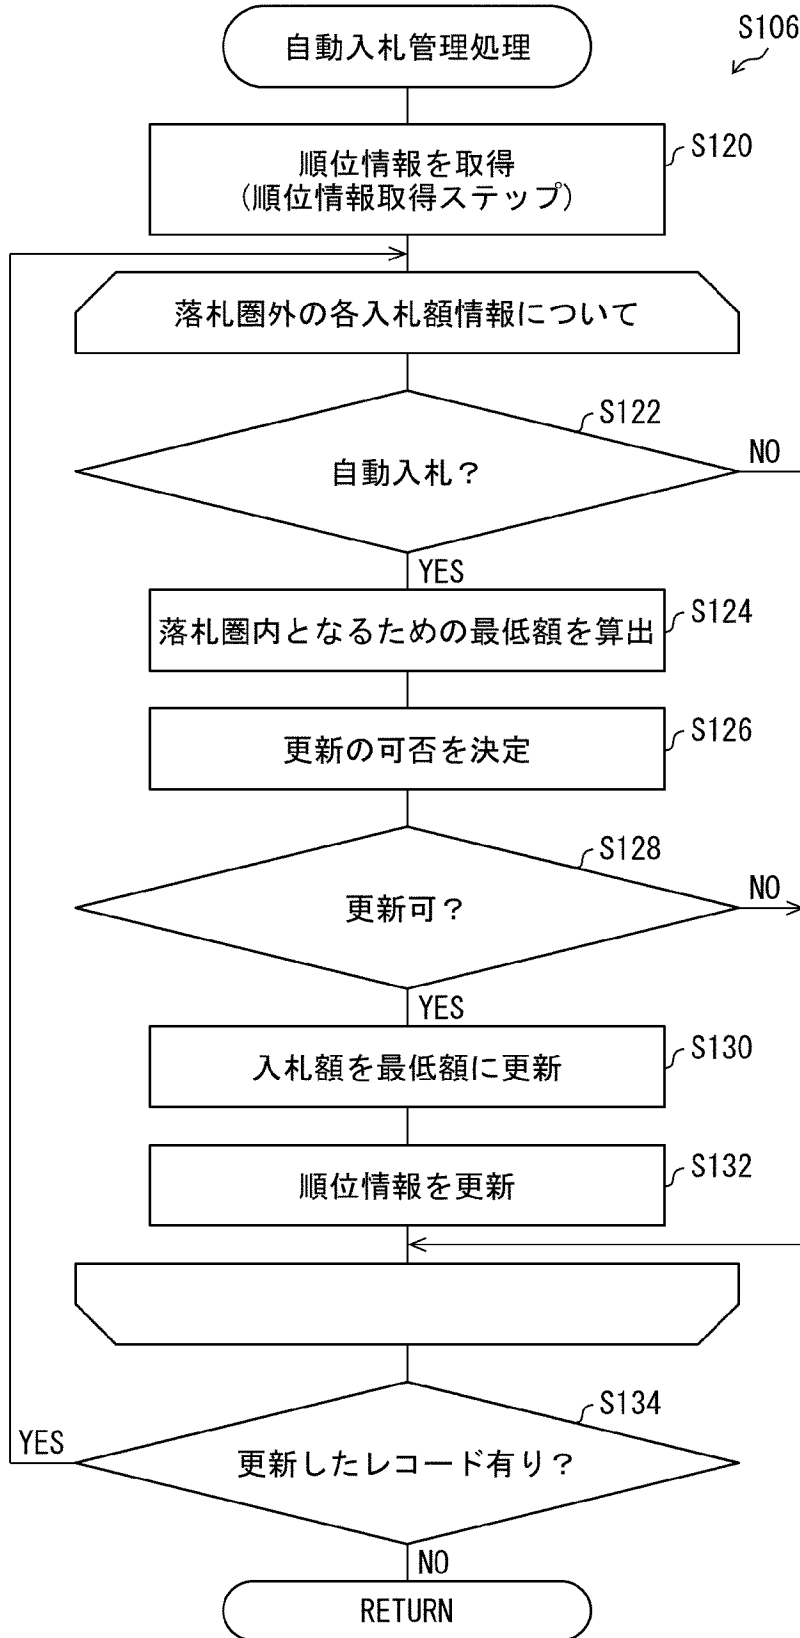 自動入札管理処理
S106
順位情報を取得
(順位情報取得ステップ)
S120
落札圏外の各入札額情報について
自動入札？
S122
NO
YES
落札圏内となるための最低額を算出
S124
更新の可否を決定
S126
更新可？
S128
NO
YES
入札額を最低額に更新
S130
順位情報を更新
S132
更新したレコード有り？
S134
YES
NO
RETURN